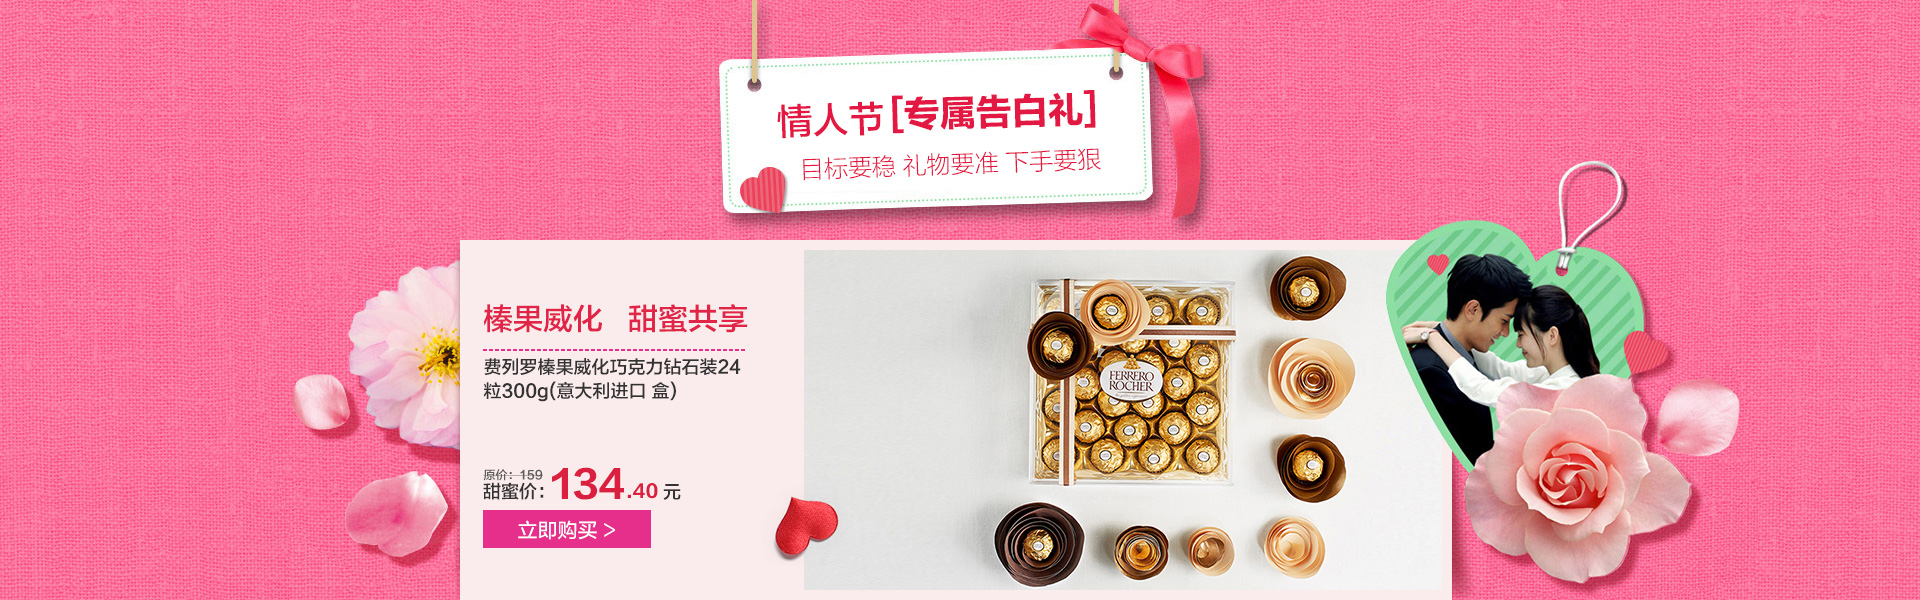 情人节[专属告白礼]
目标要稳 礼物要准 下手要狠
榛果威化 甜蜜共享
费列罗榛果威化巧克力钻石装24
粒300g(意大利进口 盒)
原价：159
甜蜜价：134.40 元
立即购买 >
FERRERO
ROCHER